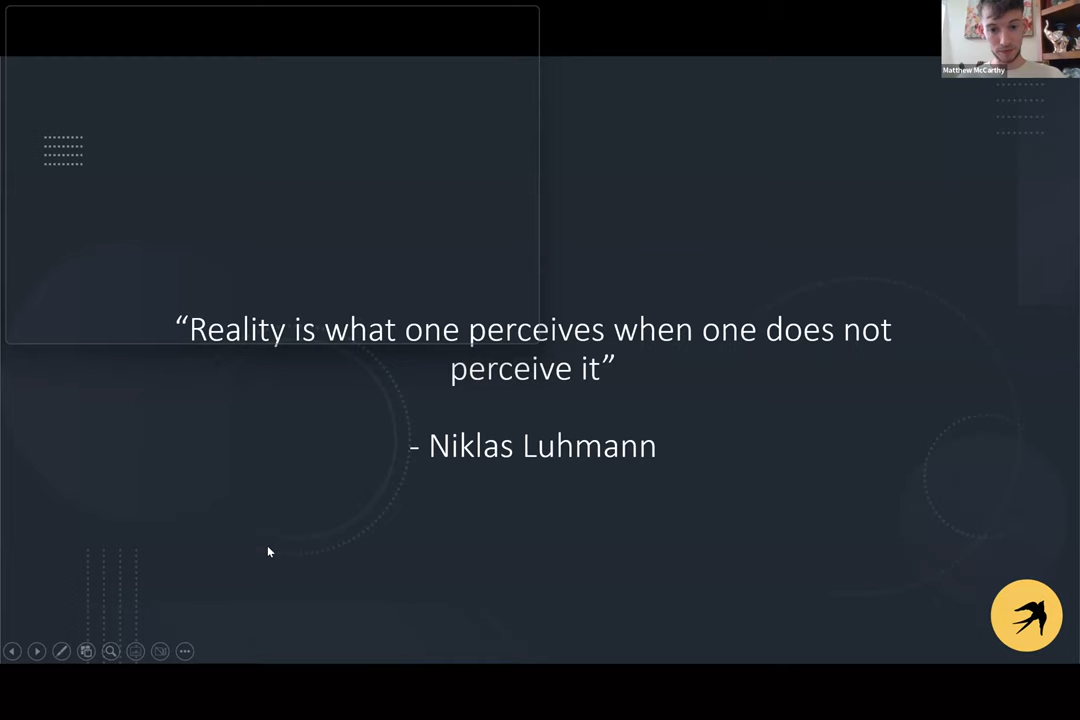 Matthew McCarthy
“Reality is what one perceives when one does not
perceive it”
- Niklas Luhmann